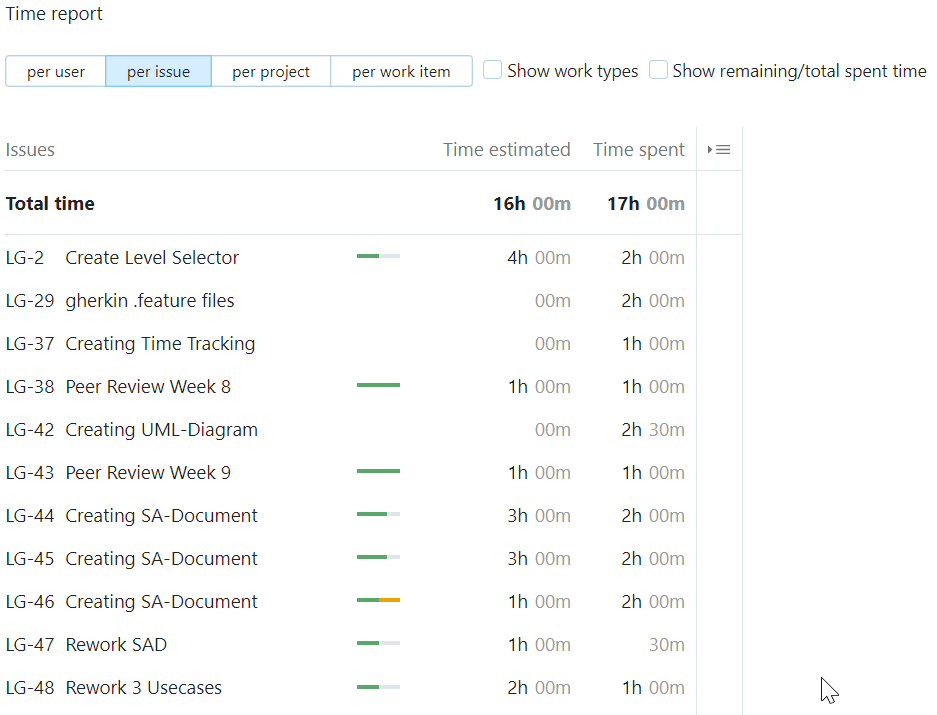 Time report
per user per issue per project per work item Show work types Show remaining/total spent time
Issues Time estimated Time spent
Total time 16h 00m 17h 00m
LG-2 Create Level Selector 4h 00m 2h 00m
LG-29 gherkin .feature files 00m 2h 00m
LG-37 Creating Time Tracking 00m 1h 00m
LG-38 Peer Review Week 8 1h 00m 1h 00m
LG-42 Creating UML-Diagram 00m 2h 30m
LG-43 Peer Review Week 9 1h 00m 1h 00m
LG-44 Creating SA-Document 3h 00m 2h 00m
LG-45 Creating SA-Document 3h 00m 2h 00m
LG-46 Creating SA-Document 1h 00m 2h 00m
LG-47 Rework SAD 1h 00m 30m
LG-48 Rework 3 Usecases 2h 00m 1h 00m